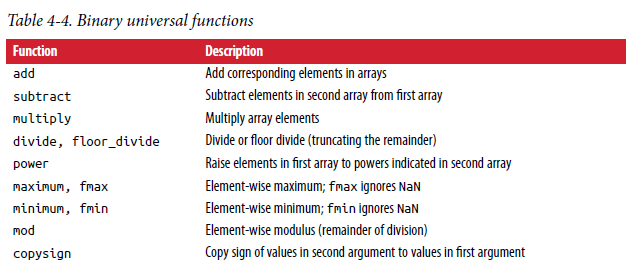 Table 4-4. Binary universal functions
Function Description
add Add corresponding elements in arrays
subtract Subtract elements in second array from first array
multiply Multiply array elements
divide, floor_divide Divide or floor divide (truncating the remainder)
power Raise elements in first array to powers indicated in second array
maximum, fmax Element-wise maximum; fmax ignores NaN
minimum, fmin Element-wise minimum; fmin ignores NaN
mod Element-wise modulus (remainder of division)
copysign Copy sign of values in second argument to values in first argument